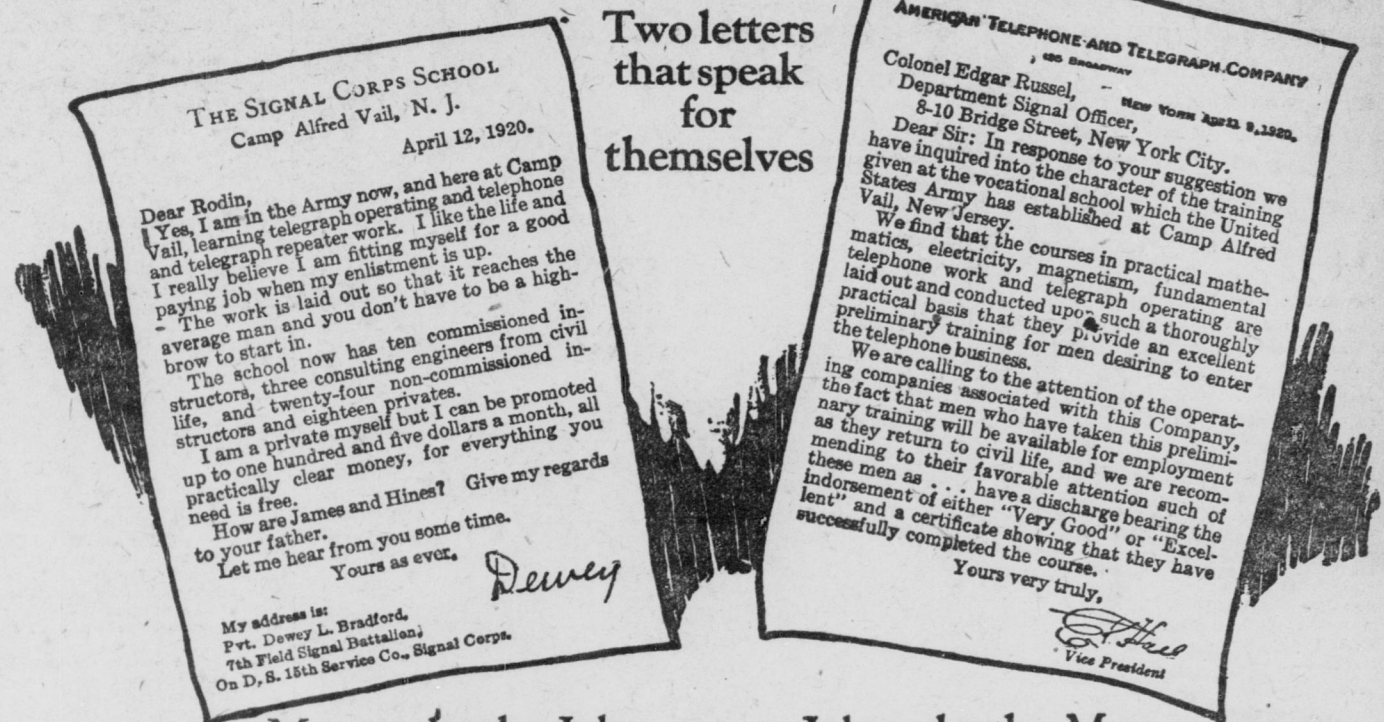 Two letters
that speak
for
themselves
THE SIGNAL CORPS SCHOOL
Camp Alfred Vail, N. J.
April 12, 1920.
Dear Rodin,
Yes, I am in the Army now, and here at Camp
Vail, learning telegraph operating and telephone
and telegraph repeater work. I like the life and
I really believe I am fitting myself for a good
paying job when my enlistment is up.
The work is laid out so that it reaches the
average man and you don't have to be a high-
brow to start in.
The school now has ten commissioned in-
structors, three consulting engineers from civil
life, and twenty-four non-commissioned in-
structors and eighteen privates.
I am a private myself but I can be promoted
up to one hundred and five dollars a month, all
practically clear money, for everything you
need is free.
How are James and Hines? Give my regards
to your father.
Let me hear from you some time.
Yours as ever,
Dewey
My address is:
Pvt. Dewey L. Bradford,
7th Field Signal Battalion,
On D. S. 15th Service Co., Signal Corps.
AMERICAN TELEPHONE AND TELEGRAPH COMPANY
195 BROADWAY
NEW YORK April 9, 1920.
Colonel Edgar Russel,
Department Signal Officer,
8-10 Bridge Street, New York City.
Dear Sir: In response to your suggestion we
have inquired into the character of the training
given at the vocational school which the United
States Army has established at Camp Alfred
Vail, New Jersey.
We find that the courses in practical mathe-
matics, electricity, magnetism, fundamental
telephone work and telegraph operating are
laid out and conducted upon such a thoroughly
practical basis that they provide an excellent
preliminary training for men desiring to enter
the telephone business.
We are calling to the attention of the operat-
ing companies associated with this Company,
the fact that men who have taken this prelimi-
nary training will be available for employment
as they return to civil life, and we are recom-
mending to their favorable attention such of
these men as . . . have a discharge bearing the
indorsement of either "Very Good" or "Excel-
lent" and a certificate showing that they have
successfully completed the course.
Yours very truly,
Hall
Vice President